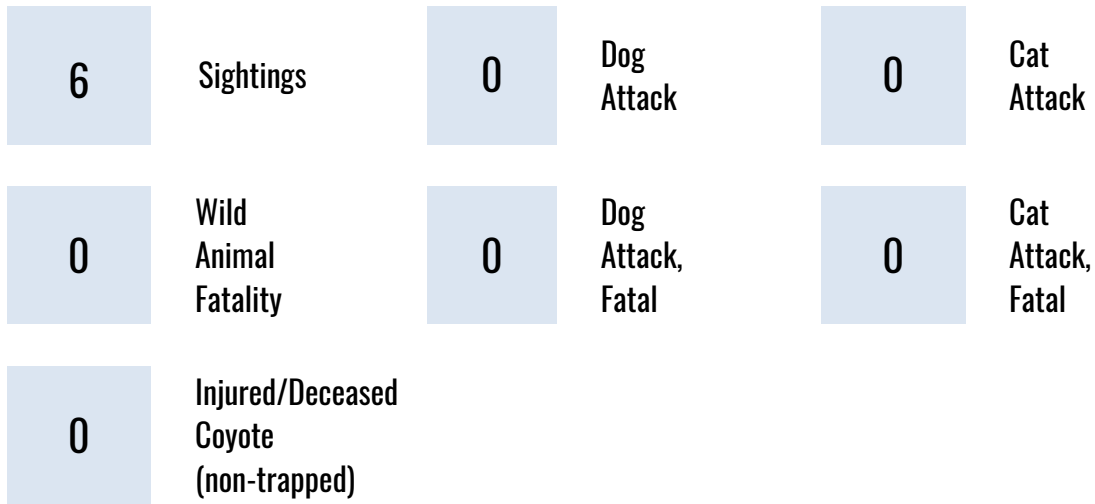 6
Sightings
0
Dog
Attack
0
Cat
Attack
0
Wild
Animal
Fatality
0
Dog
Attack,
Fatal
0
Cat
Attack,
Fatal
0
Injured/Deceased
Coyote
(non-trapped)